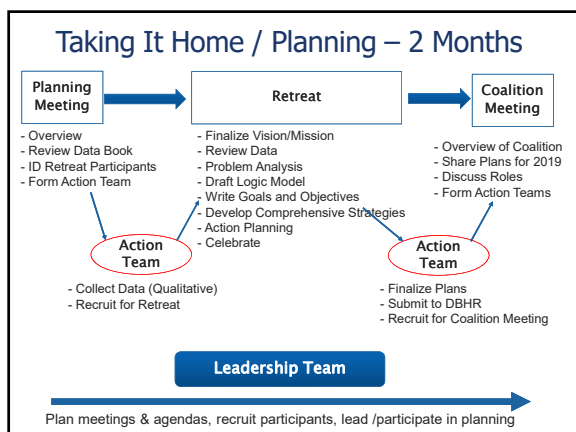 Taking It Home / Planning – 2 Months
Planning
Meeting
- Overview
- Review Data Book
- ID Retreat Participants
- Form Action Team
Retreat
- Finalize Vision/Mission
- Review Data
- Problem Analysis
- Draft Logic Model
- Write Goals and Objectives
- Develop Comprehensive Strategies
- Action Planning
- Celebrate
Coalition
Meeting
- Overview of Coalition
- Share Plans for 2019
- Discuss Roles
- Form Action Teams
Action
Team
- Collect Data (Qualitative)
- Recruit for Retreat
Action
Team
- Finalize Plans
- Submit to DBHR
- Recruit for Coalition Meeting
Leadership Team
Plan meetings & agendas, recruit participants, lead /participate in planning